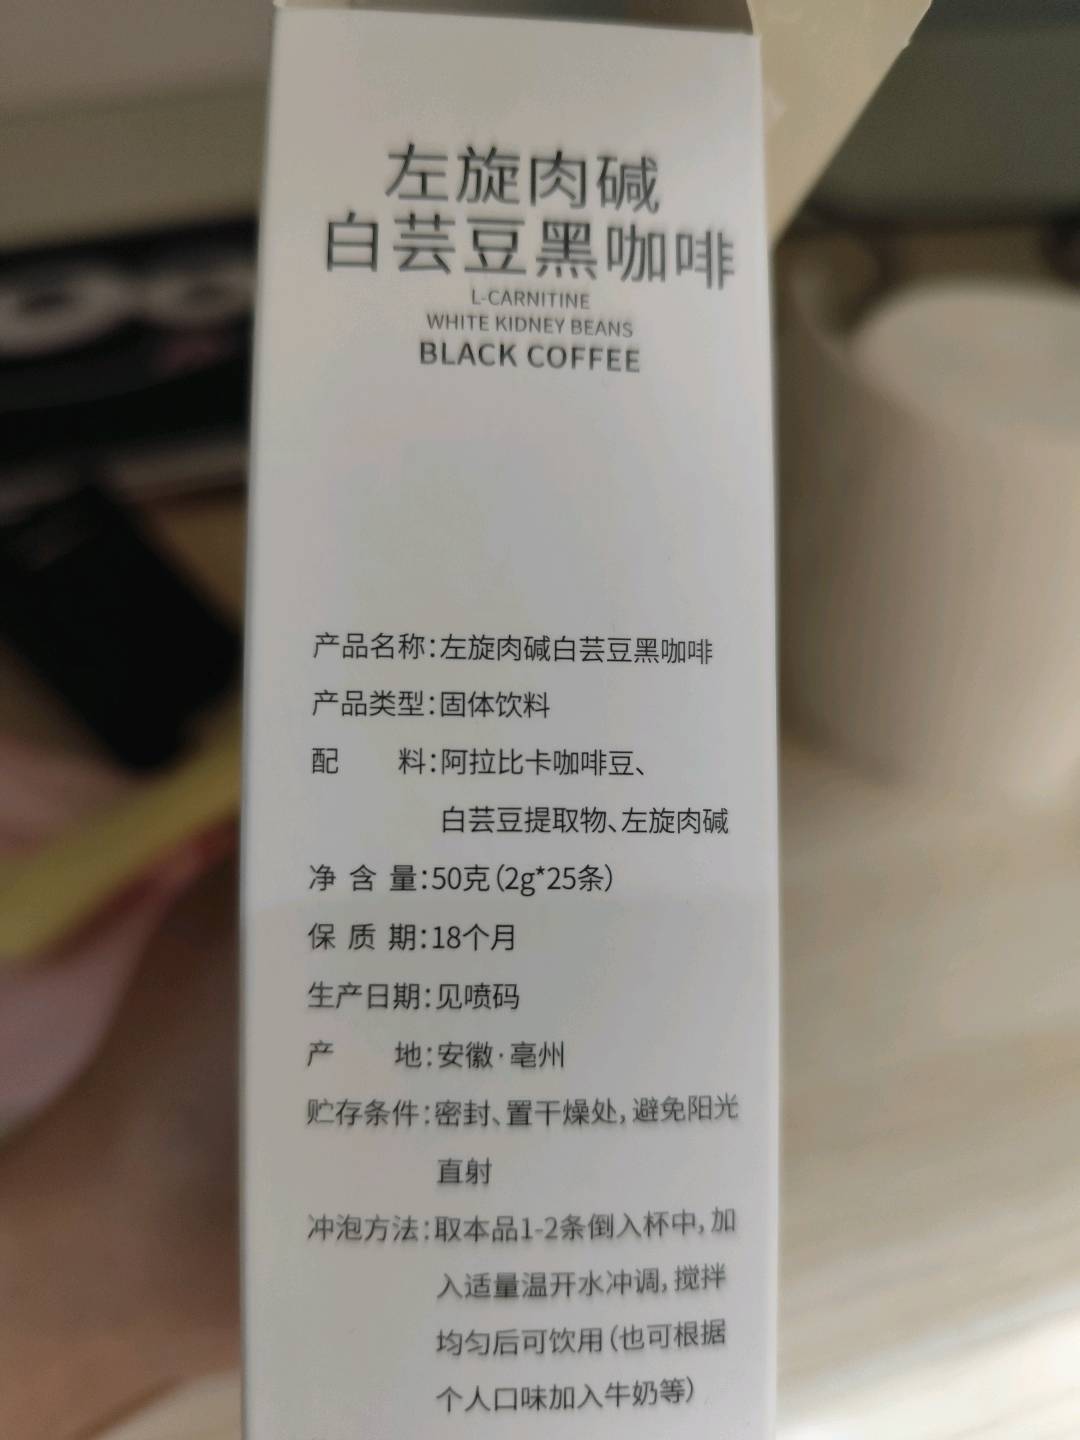 左旋肉碱
白芸豆黑咖啡
L-CARNITINE
WHITE KIDNEY BEANS
BLACK COFFEE
产品名称:左旋肉碱白芸豆黑咖啡
产品类型:固体饮料
配 料:阿拉比卡咖啡豆、
白芸豆提取物、左旋肉碱
净含量:50克(2g*25条)
保质期:18个月
生产日期:见喷码
产 地:安徽·亳州
贮存条件:密封、置干燥处,避免阳光
直射
冲泡方法:取本品1-2条倒入杯中,加
入适量温开水冲调,搅拌
均匀后可饮用(也可根据
个人口味加入牛奶等)